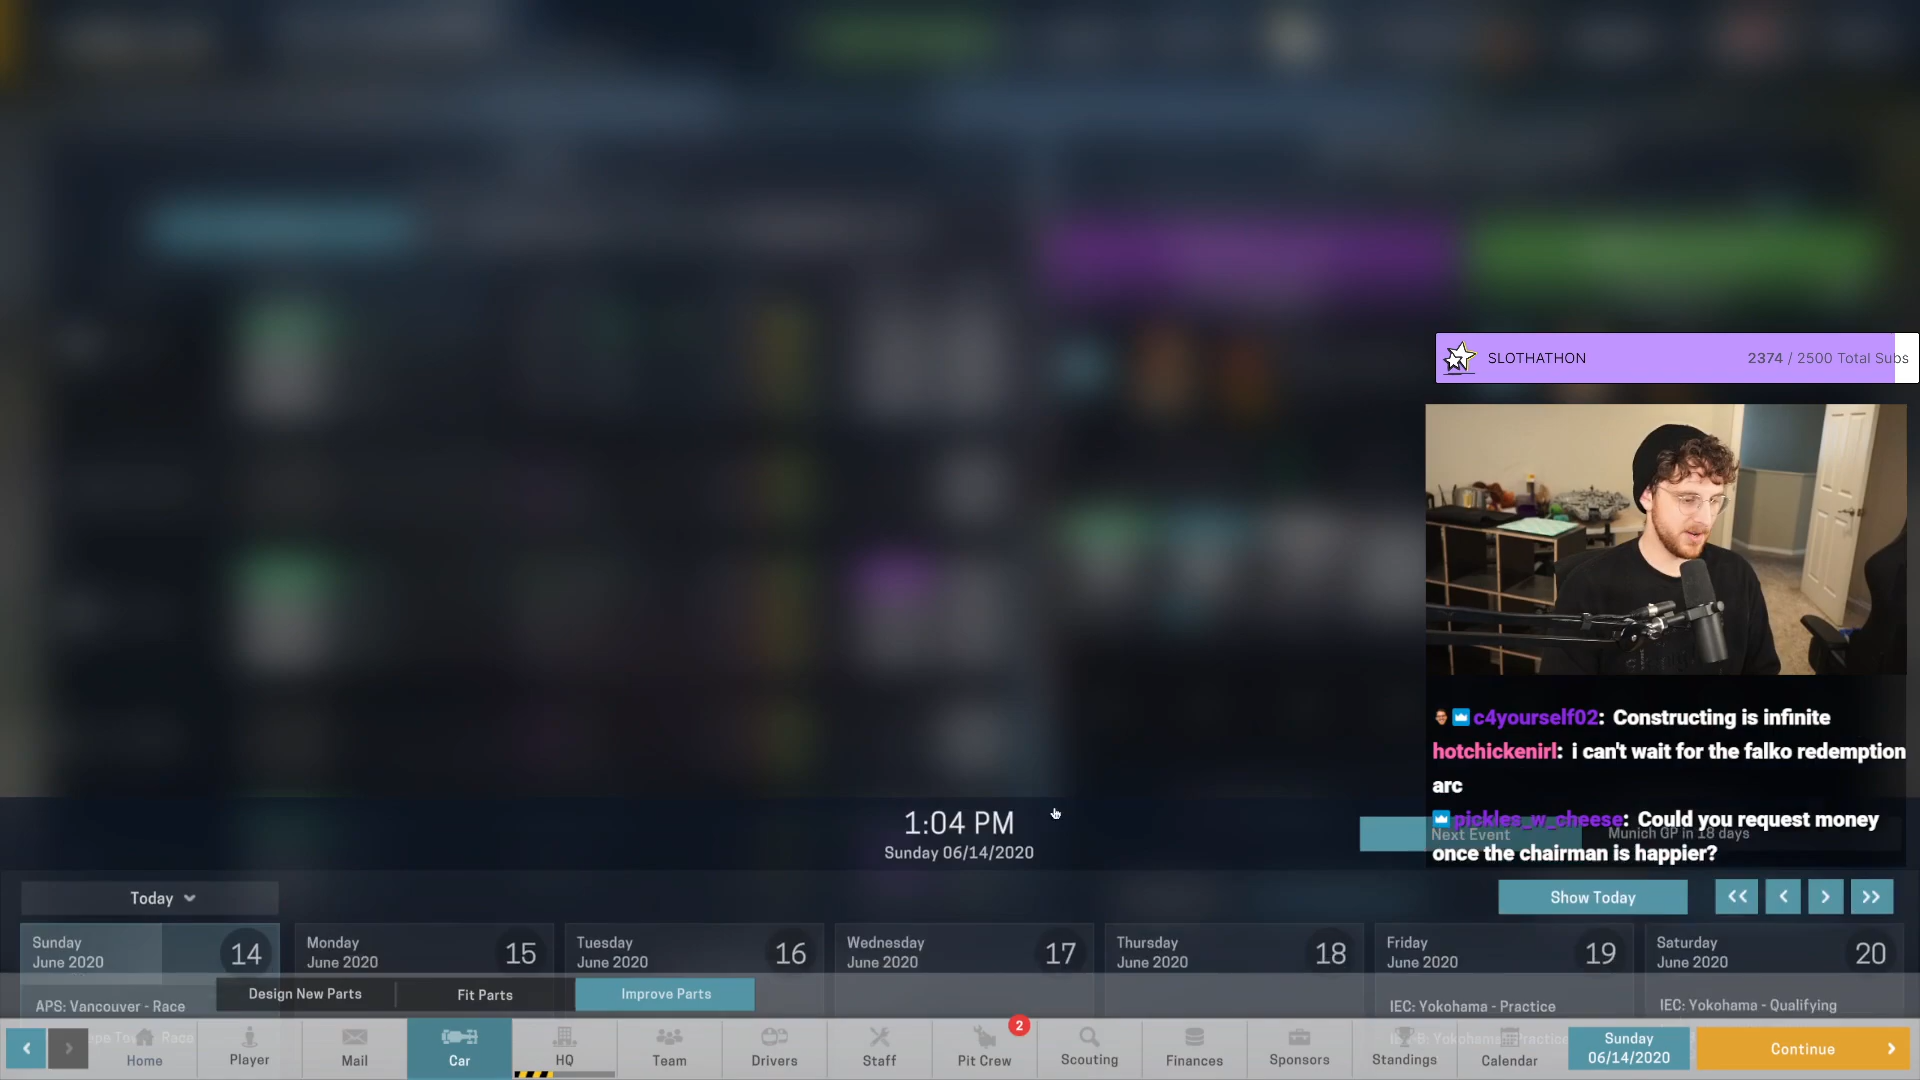 SLOTHATHON 2374 / 2500 Total Subs
c4yourself02: Constructing is infinite
hotchickenirl: i can't wait for the falko redemption
arc
pickles_w_cheese: Could you request money
once the chairman is happier?
Next Event Munich GP in 18 days
1:04 PM
Sunday 06/14/2020
Today
Show Today
Sunday
June 2020
14
Monday
June 2020
15
Tuesday
June 2020
16
Wednesday
June 2020
17
Thursday
June 2020
18
Friday
June 2020
19
Saturday
June 2020
20
APS: Vancouver - Race
IEC: Yokohama - Practice
IEC: Yokohama - Qualifying
Design New Parts
Fit Parts
Improve Parts
Home
Player
Mail
Car
HQ
Team
Drivers
Staff
Pit Crew
2
Scouting
Finances
Sponsors
Standings
Calendar
Sunday
06/14/2020
Continue